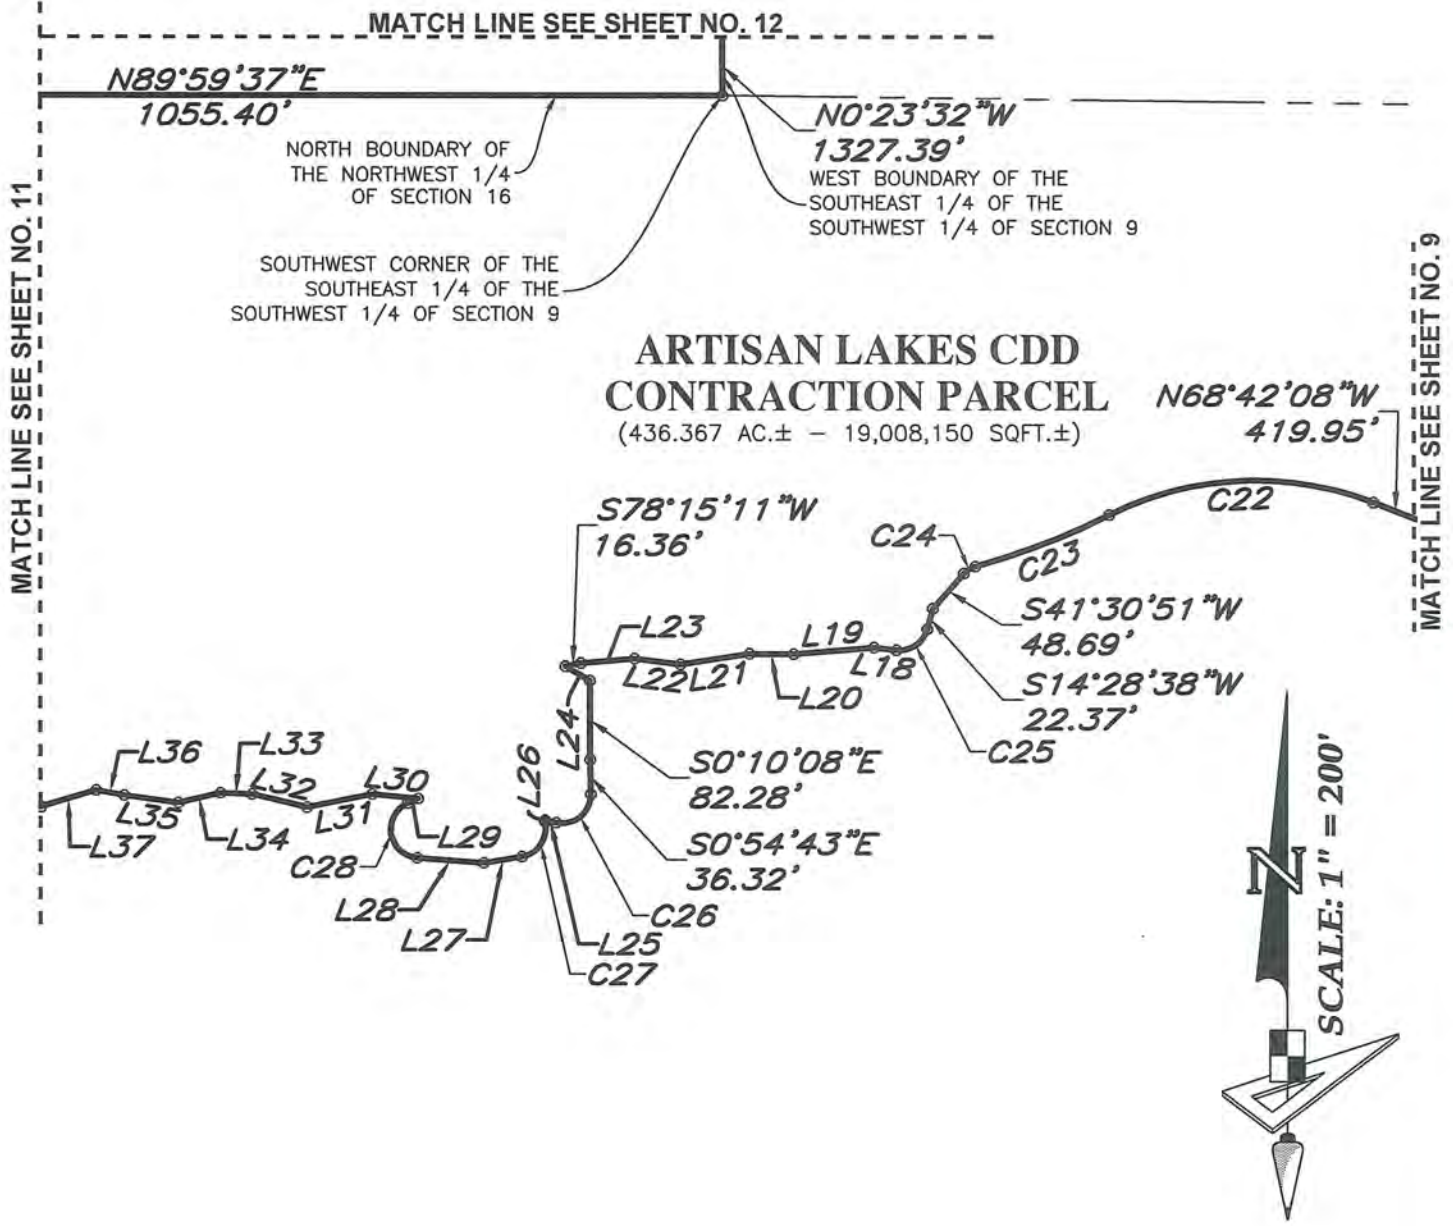 MATCH LINE SEE SHEET NO. 12
N89°59'37"E
1055.40'
NORTH BOUNDARY OF
THE NORTHWEST 1/4
OF SECTION 16
N0°23'32"W
1327.39'
WEST BOUNDARY OF THE
SOUTHEAST 1/4 OF THE
SOUTHWEST 1/4 OF SECTION 9
SOUTHWEST CORNER OF THE
SOUTHEAST 1/4 OF THE
SOUTHWEST 1/4 OF SECTION 9
MATCH LINE SEE SHEET NO. 11
MATCH LINE SEE SHEET NO. 9
ARTISAN LAKES CDD
CONTRACTION PARCEL
(436.367 AC.± – 19,008,150 SQFT.±)
N68°42'08"W
419.95'
C22
S78°15'11"W
16.36'
C24
C23
S41°30'51"W
48.69'
L23
L19
L18
L22
L21
L20
S14°28'38"W
22.37'
C25
L24
L26
S0°10'08"E
82.28'
S0°54'43"E
36.32'
L36
L33
L32
L30
L31
L35
L34
L37
L29
C28
L28
L27
C26
L25
C27
N
SCALE: 1" = 200'